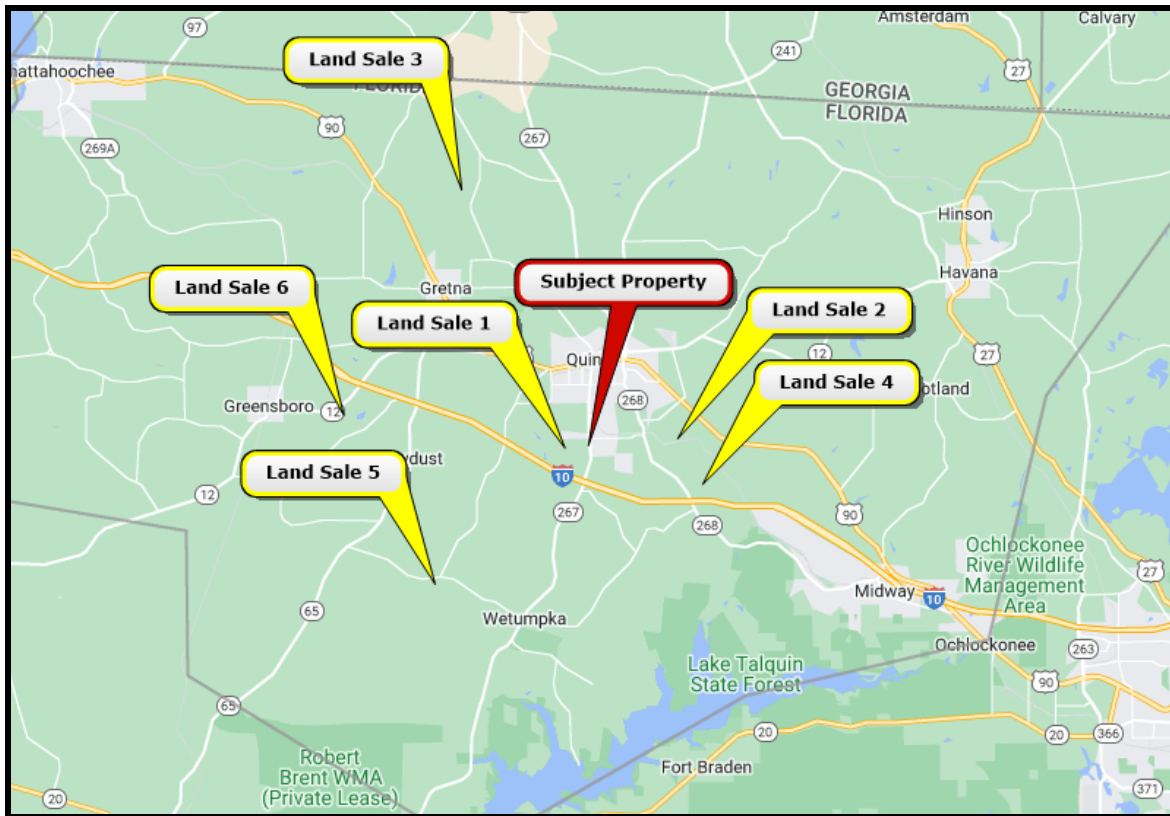 Amsterdam
Calvary
97
Land Sale 3
241
27
GEORGIA
FLORIDA
90
267
269A
Hinson
Havana
Land Sale 6
Gretna
Subject Property
Land Sale 1
Land Sale 2
12
27
Land Sale 4
268
Greensboro
12
Land Sale 5
10
12
267
268
90
Ochlockonee
River Wildlife
Management
Area
27
Midway
10
65
Wetumpka
Ochlockonee
263
Lake Talquin
State Forest
90
65
20
20
366
Robert
Brent WMA
(Private Lease)
Fort Braden
20
371